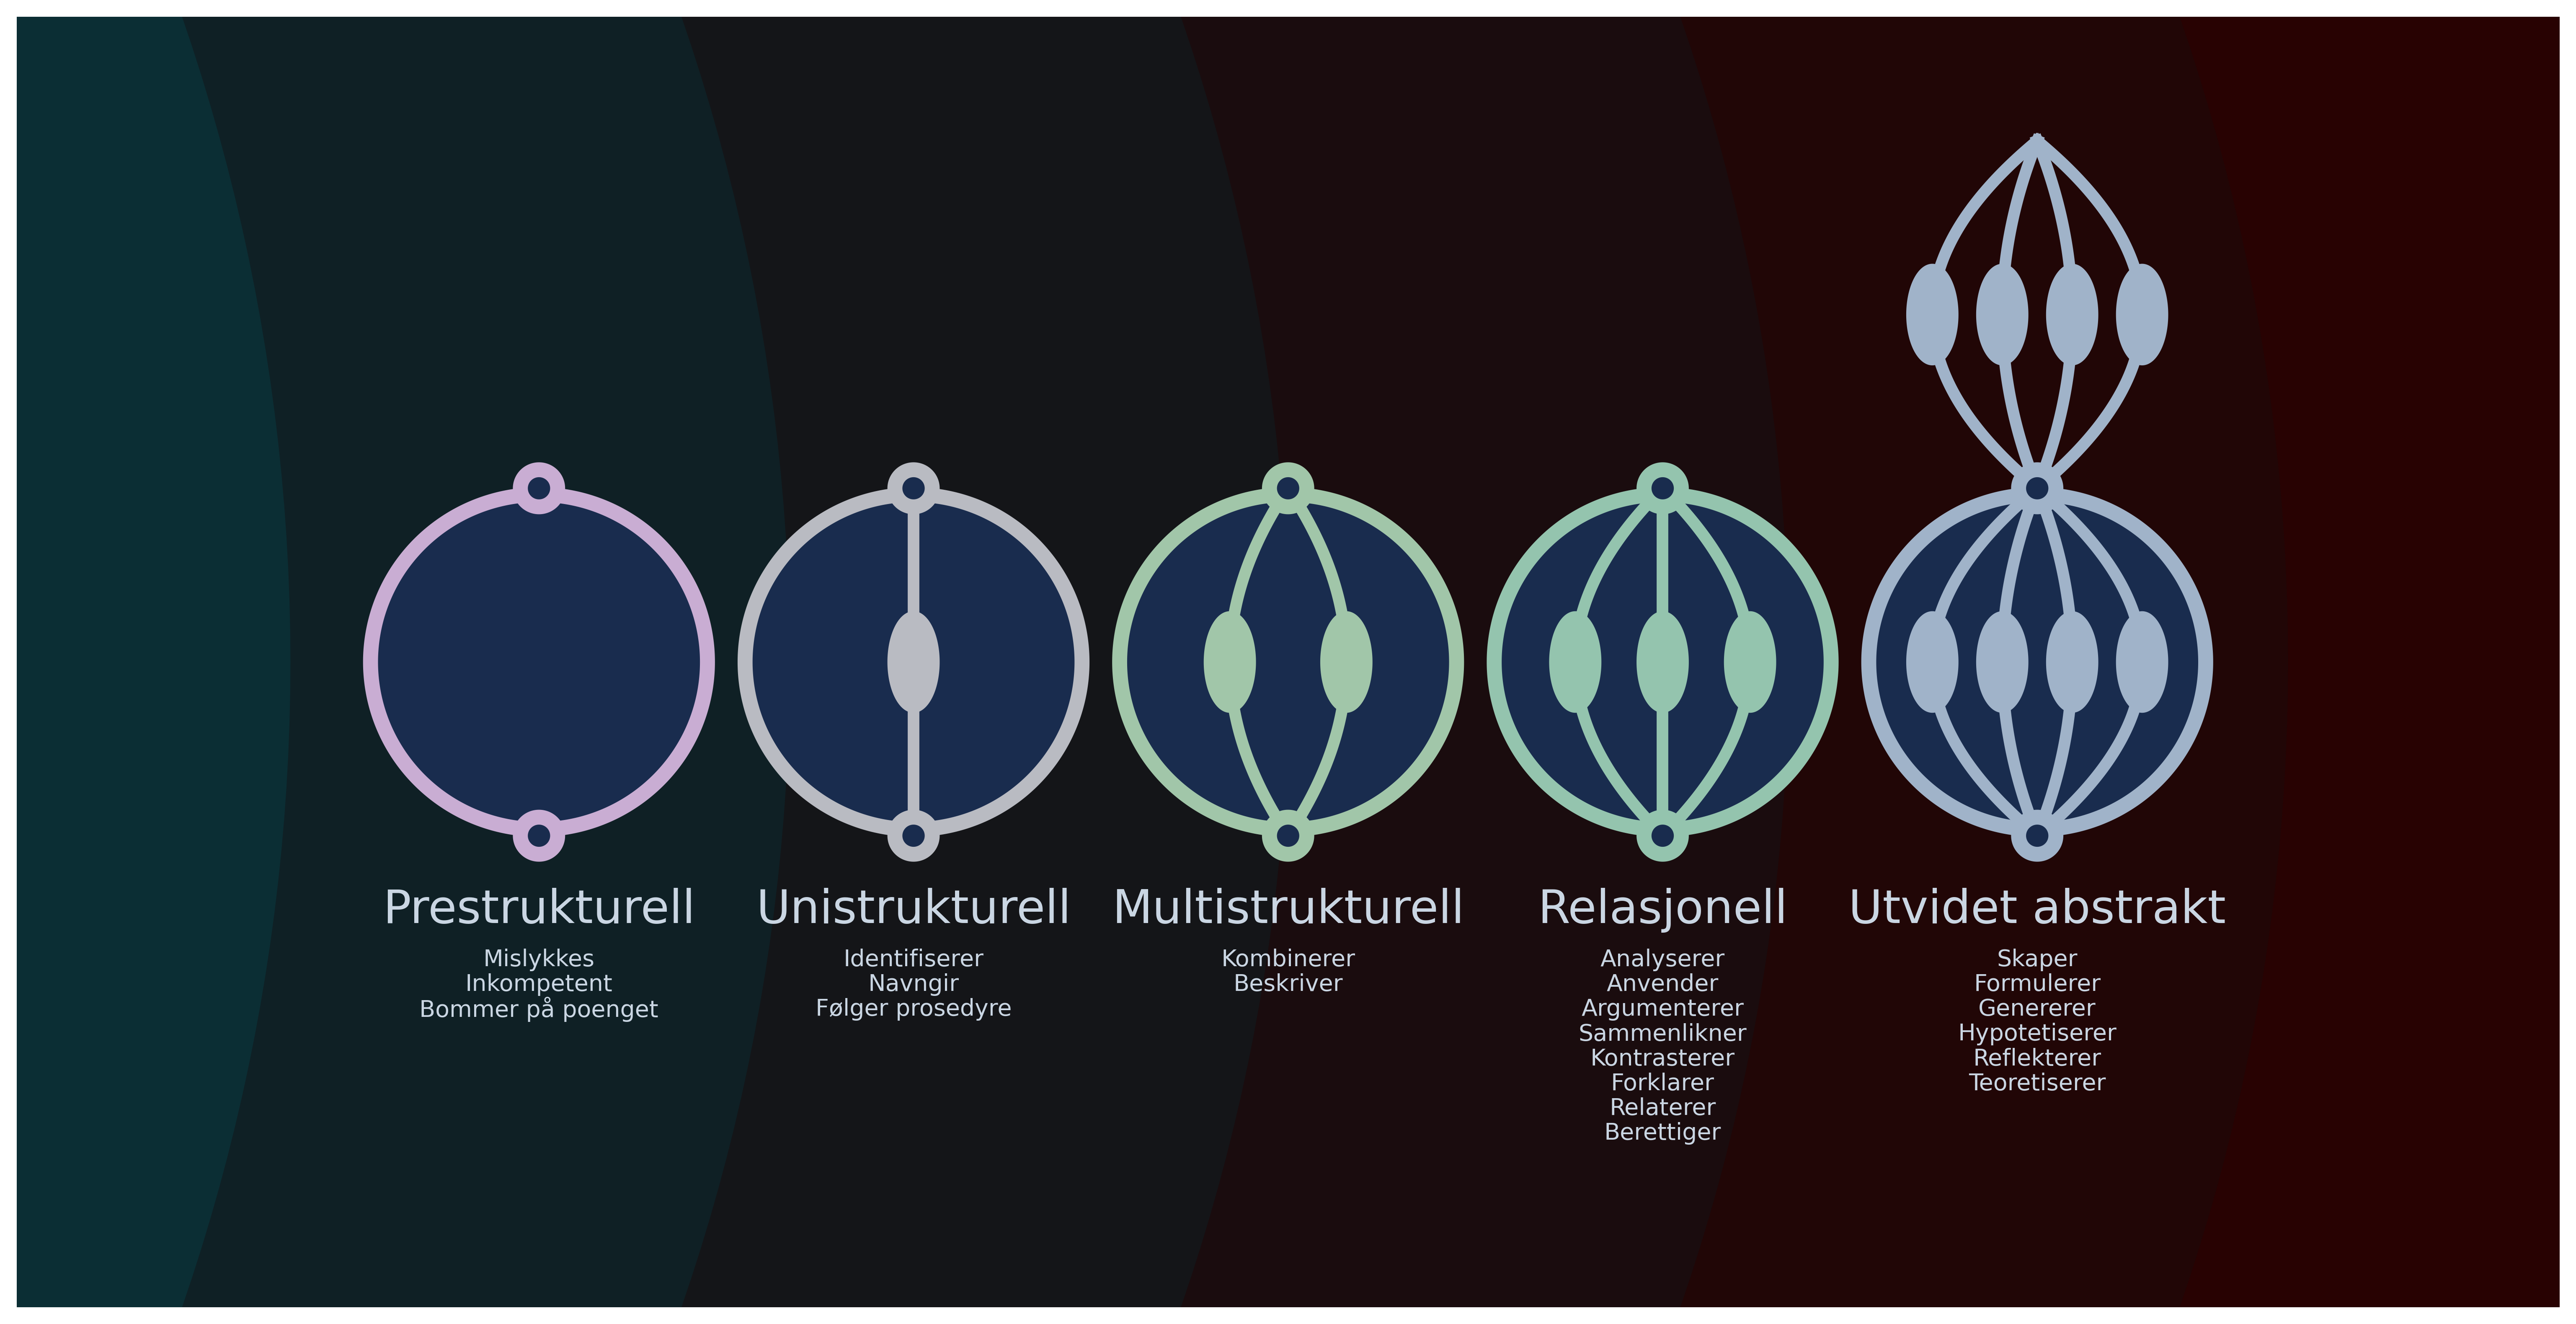 Prestrukturell
Mislykkes
Inkompetent
Bommer på poenget
Unistrukturell
Identifiserer
Navngir
Følger prosedyre
Multistrukturell
Kombinerer
Beskriver
Relasjonell
Analyserer
Anvender
Argumenterer
Sammenlikner
Kontrasterer
Forklarer
Relaterer
Berettiger
Utvidet abstrakt
Skaper
Formulerer
Genererer
Hypotetiserer
Reflekterer
Teoretiserer